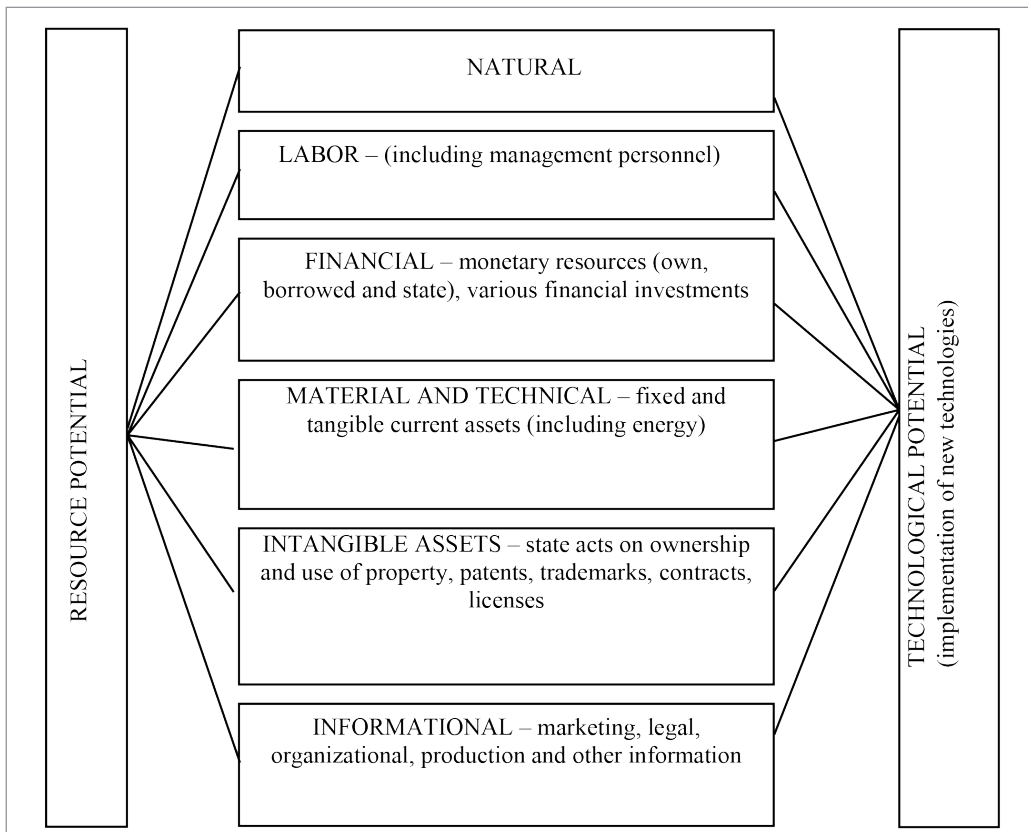 RESOURCE POTENTIAL
NATURAL
LABOR – (including management personnel)
FINANCIAL – monetary resources (own,
borrowed and state), various financial investments
MATERIAL AND TECHNICAL – fixed and
tangible current assets (including energy)
INTANGIBLE ASSETS – state acts on ownership
and use of property, patents, trademarks, contracts,
licenses
INFORMATIONAL – marketing, legal,
organizational, production and other information
TECHNOLOGICAL POTENTIAL
(implementation of new technologies)